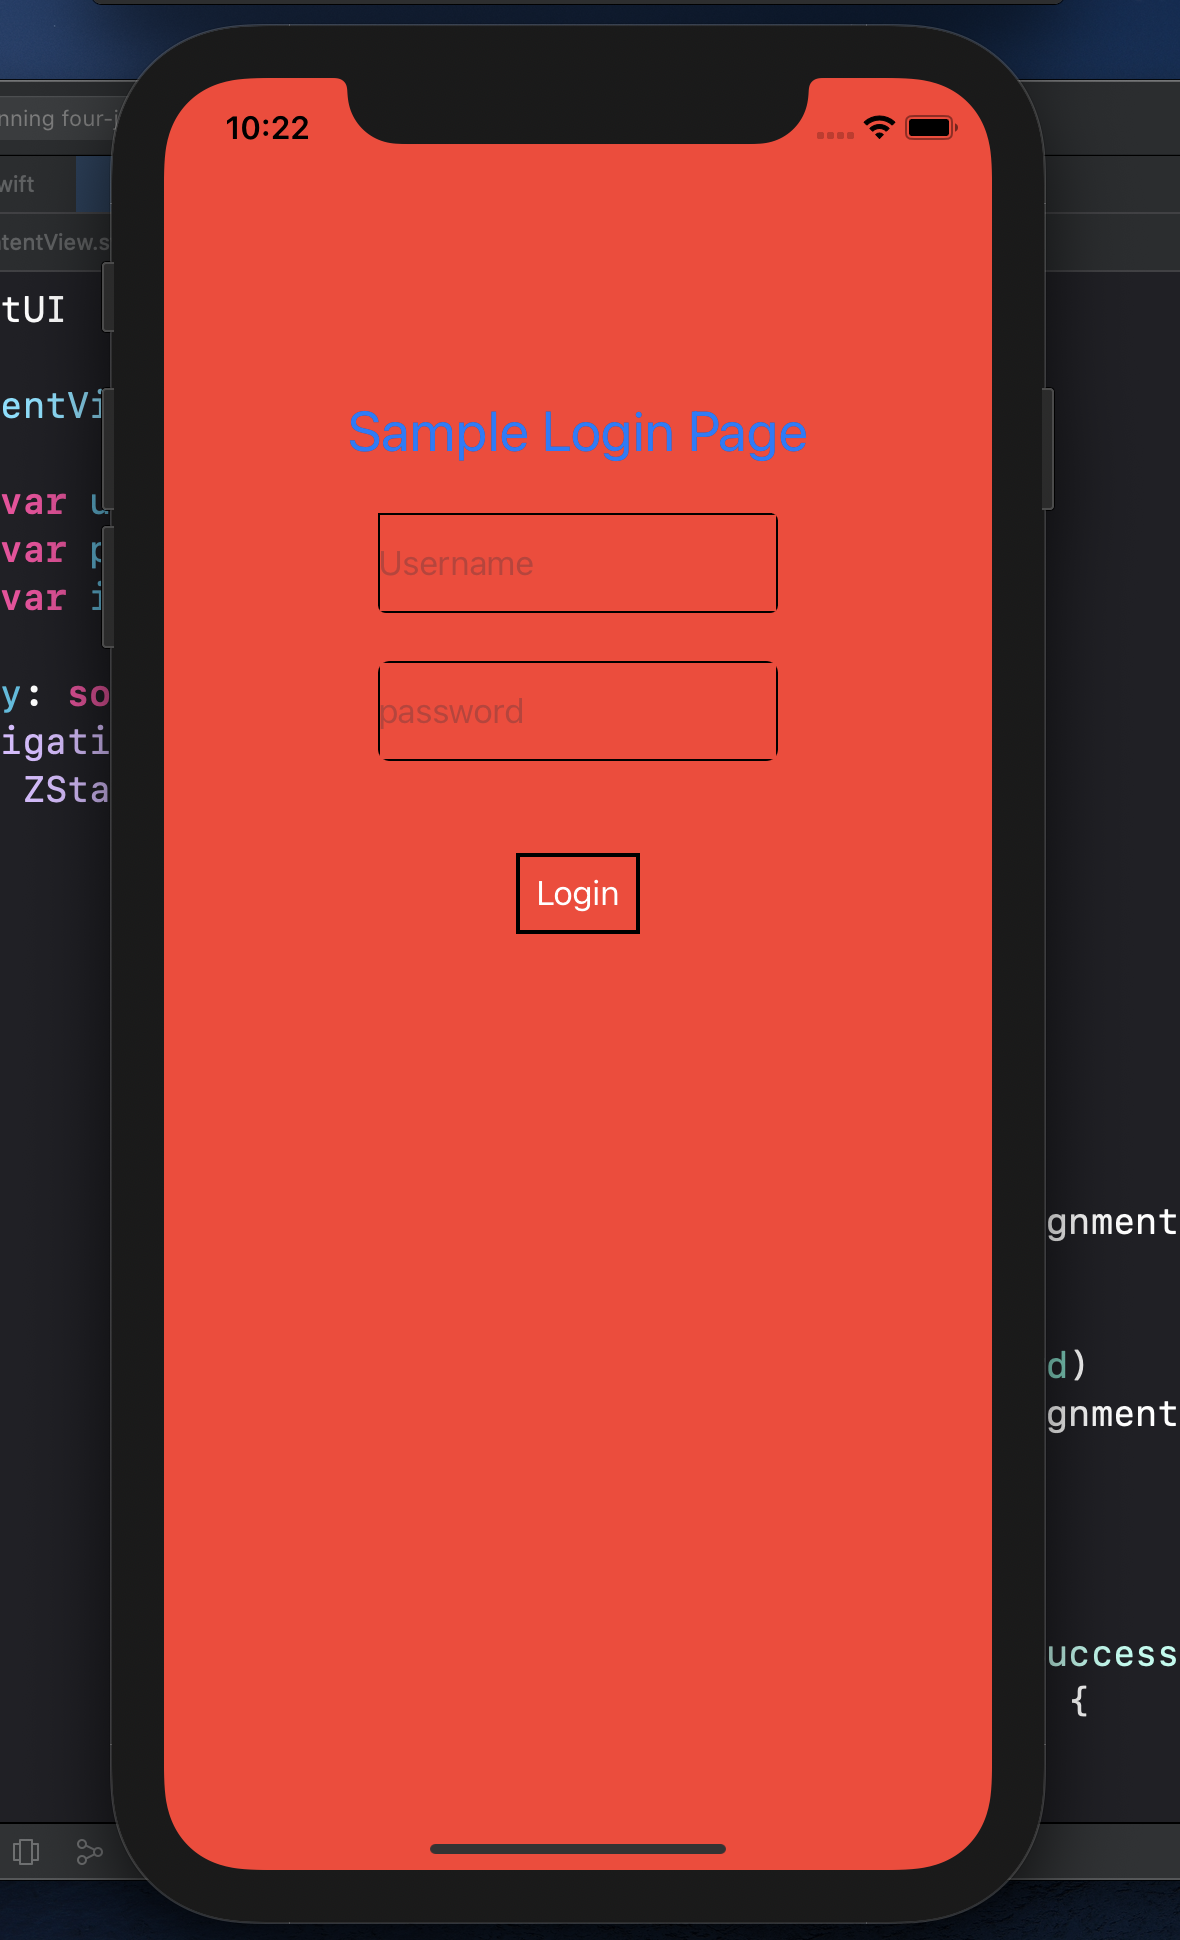 10:22
Sample Login Page
Username
password
Login
nning four-j
wift
tentView.s
tUI
entVi
var u
var p
var i
y: so
igati
ZSta
gnment
d)
gnment
uccess
{